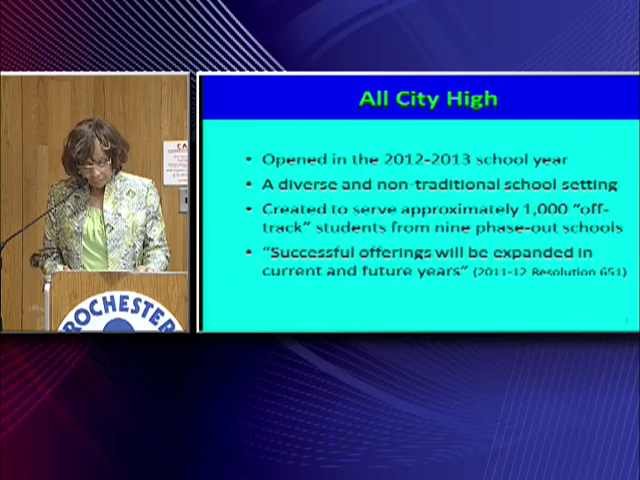 All City High
• Opened in the 2012-2013 school year
• A diverse and non-traditional school setting
• Created to serve approximately 1,000 "off-
track" students from nine phase-out schools
• "Successful offerings will be expanded in
current and future years" (2011-12 Resolution 651)
ROCHESTER